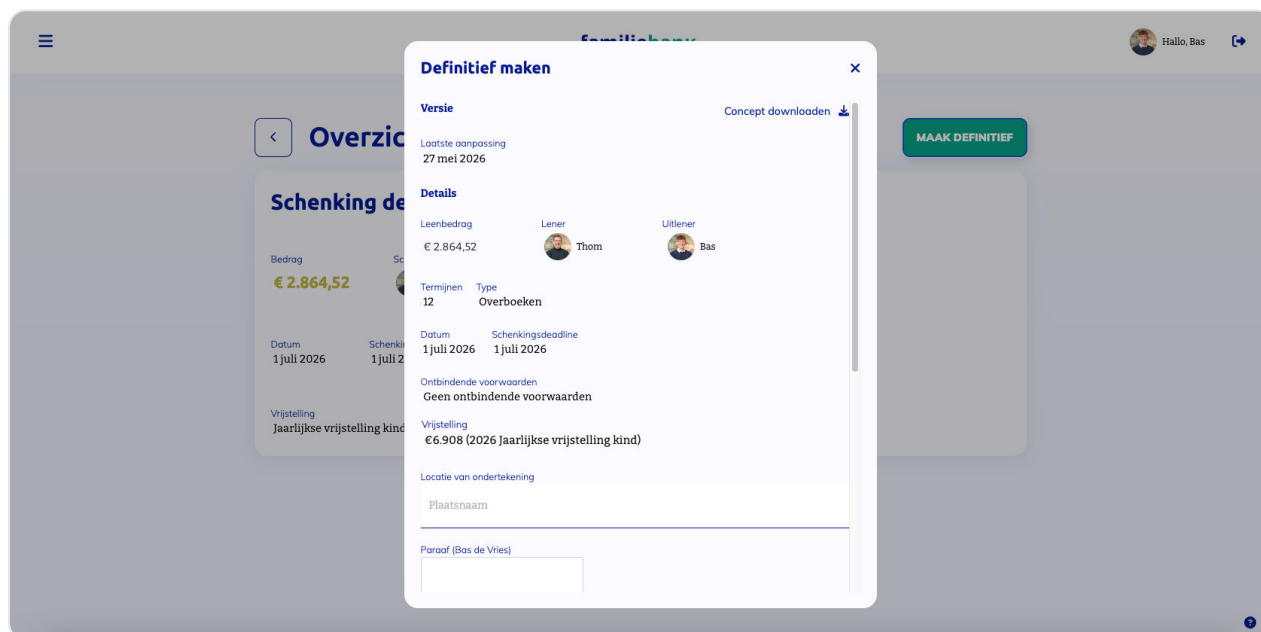 Hallo, Bas
Definitief maken
Versie
Concept downloaden
Laatste aanpassing
27 mei 2026
Overzic
MAAK DEFINITIEF
Details
Schenking de
Leenbedrag Lener Uitlener
€ 2.864,52 Thom Bas
Bedrag Sc
€ 2.864,52
Termijnen Type
12 Overboeken
Datum Schenkingsdeadline
1 juli 2026 1 juli 2026
Datum Schenki
1 juli 2026 1 juli 2
Ontbindende voorwaarden
Geen ontbindende voorwaarden
Vrijstelling
Jaarlijkse vrijstelling kind
Vrijstelling
€6.908 (2026 Jaarlijkse vrijstelling kind)
Locatie van ondertekening
Plaatsnaam
Paraaf (Bas de Vries)